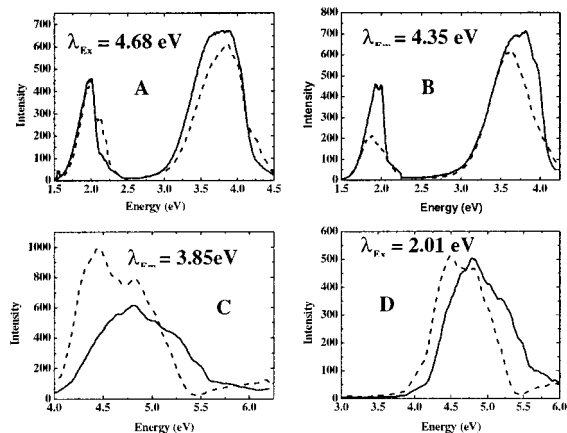 700
600
500
400
300
200
100
0
Intensity
λEx = 4.68 eV
A
1.5 2.0 2.5 3.0 3.5 4.0 4.5
Energy (eV)
800
700
600
500
400
300
200
100
0
Intensity
= 4.35 eV
B
1.5 2.0 2.5 3.0 3.5 4.0
Energy (eV)
1000
800
600
400
200
0
Intensity
= 3.85eV
C
4.0 4.5 5.0 5.5 6.0
Energy (eV)
600
500
400
300
200
100
0
Intensity
λEx = 2.01 eV
D
3.0 3.5 4.0 4.5 5.0 5.5 6.0
Energy (eV)